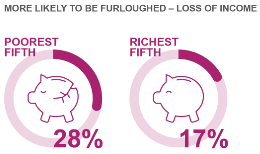 MORE LIKELY TO BE FURLOUGHED – LOSS OF INCOME
POOREST
FIFTH
28%
RICHEST
FIFTH
17%